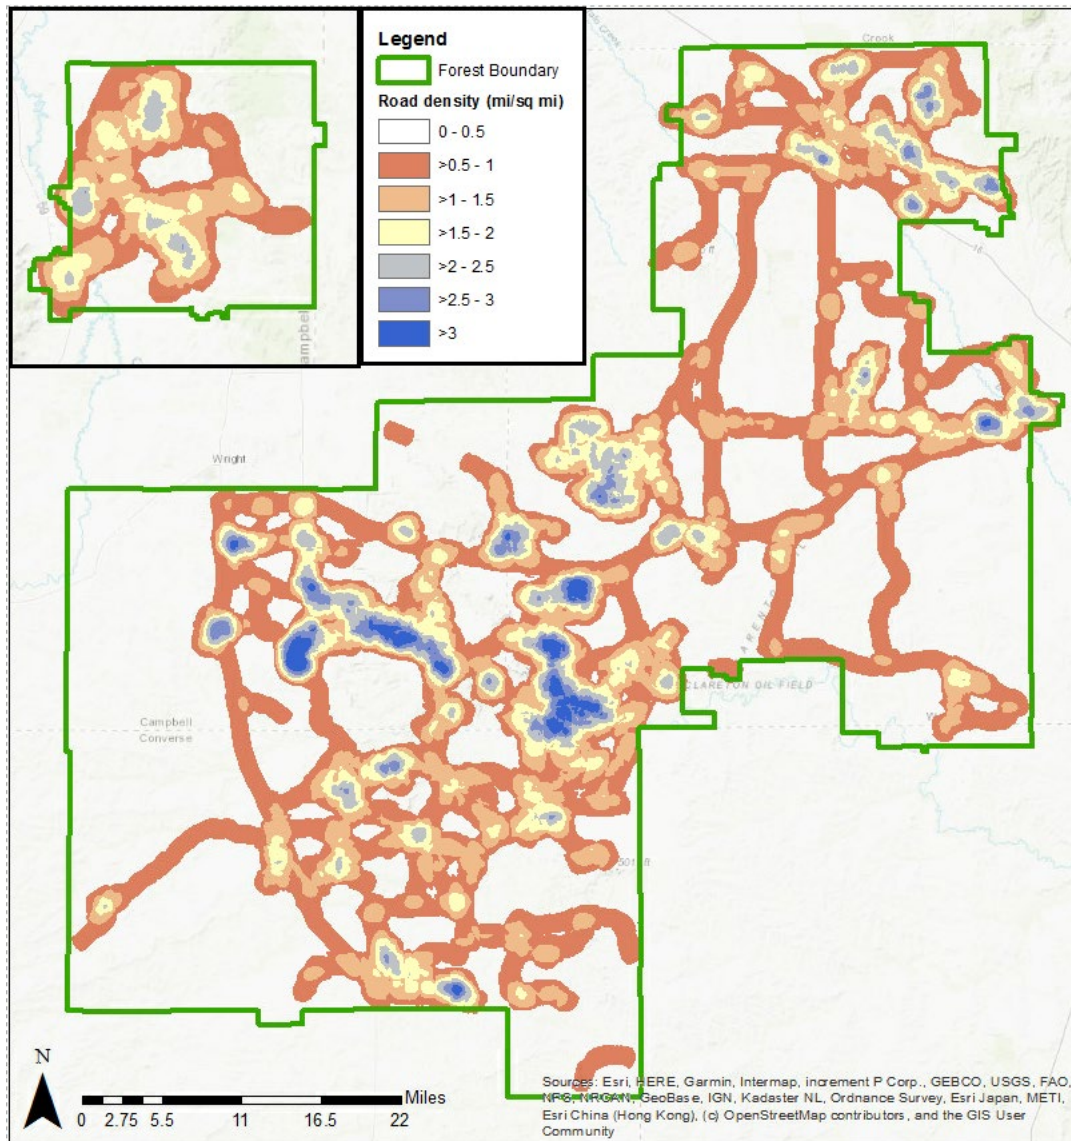 Legend
Forest Boundary
Road density (mi/sq mi)
0 - 0.5
>0.5 - 1
>1 - 1.5
>1.5 - 2
>2 - 2.5
>2.5 - 3
>3
Crook
Campbell
Wright
16
CLARETON OIL FIELD
Campbell
Converse
N
0 2.75 5.5 11 16.5 22 Miles
Sources: Esri, HERE, Garmin, Intermap, increment P Corp., GEBCO, USGS, FAO,
NPS, NRCAN, GeoBase, IGN, Kadaster NL, Ordnance Survey, Esri Japan, METI,
Esri China (Hong Kong), (c) OpenStreetMap contributors, and the GIS User
Community